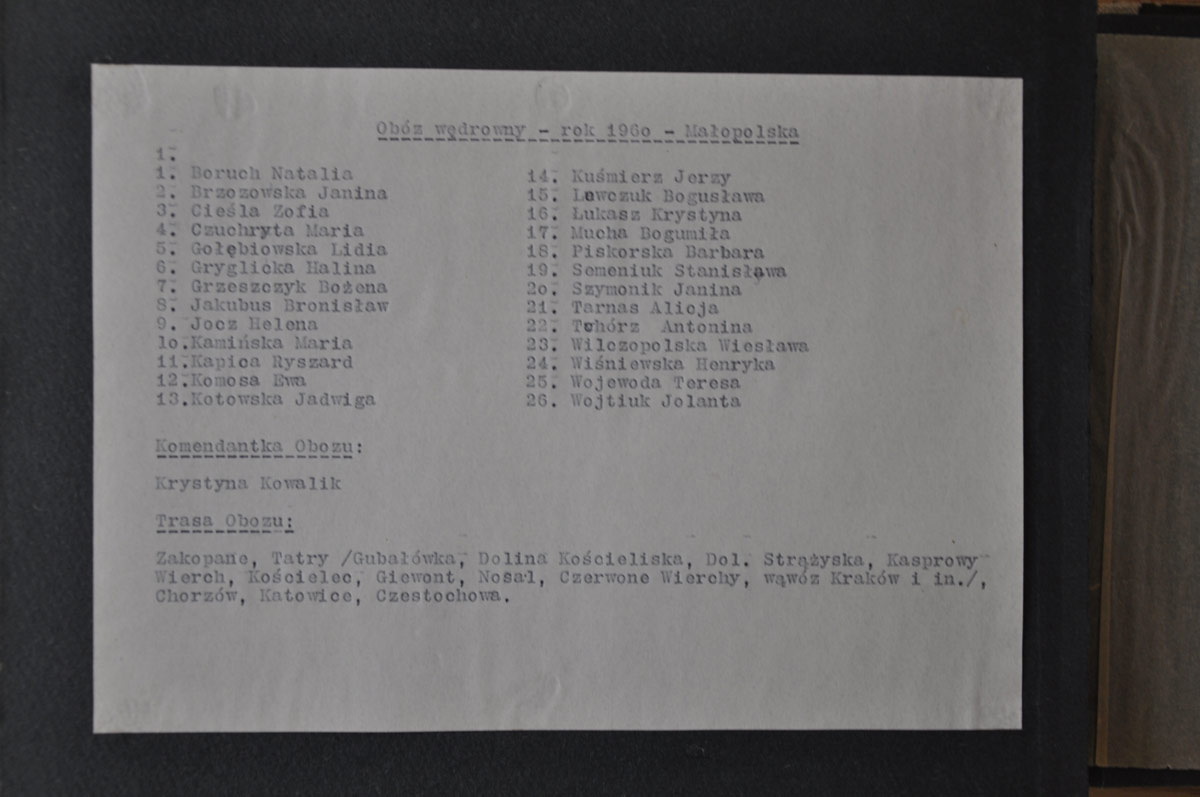 Obóz wędrowny - rok 196o - Małopolska
1.
1. Boruch Natalia
2. Brzozowska Janina
3. Cieśla Zofia
4. Czuchryta Maria
5. Gołębiowska Lidia
6. Gryglicka Halina
7. Grzeszczyk Bożena
8. Jakubus Bronisław
9. Jocz Helena
1o.Kamińska Maria
11.Kapica Ryszard
12.Komosa Ewa
13.Kotowska Jadwiga
14. Kuśmierz Jerzy
15. Lewczuk Bogusława
16. Łukasz Krystyna
17. Mucha Bogumiła
18. Piskorska Barbara
19. Semeniuk Stanisława
2o. Szymonik Janina
21. Tarnas Alicja
22. Tchórz Antonina
23. Wilczopolska Wiesława
24. Wiśniewska Henryka
25. Wojewoda Teresa
26. Wojtiuk Jolanta
Komendantka Obozu:
Krystyna Kowalik
Trasa Obozu:
Zakopane, Tatry /Gubałówka, Dolina Kościeliska, Dol. Strążyska, Kasprowy
Wierch, Kościelec, Giewont, Nosal, Czerwone Wierchy, wąwóz Kraków i in./,
Chorzów, Katowice, Czestochowa.